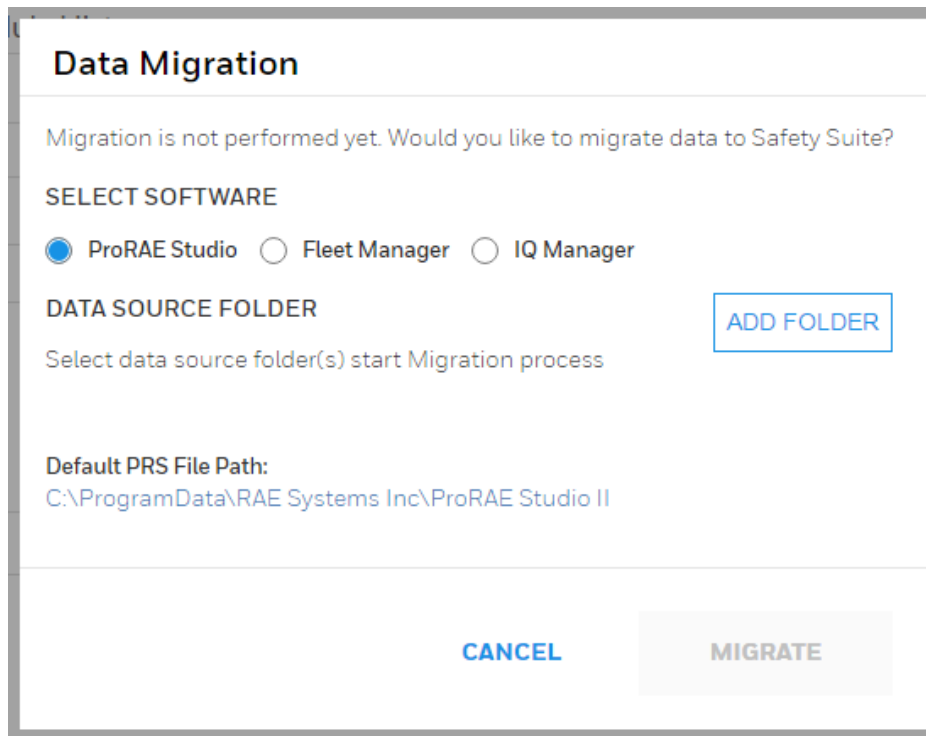 Data Migration
Migration is not performed yet. Would you like to migrate data to Safety Suite?
SELECT SOFTWARE
ProRAE Studio Fleet Manager IQ Manager
DATA SOURCE FOLDER
ADD FOLDER
Select data source folder(s) start Migration process
Default PRS File Path:
C:\ProgramData\RAE Systems Inc\ProRAE Studio II
CANCEL MIGRATE